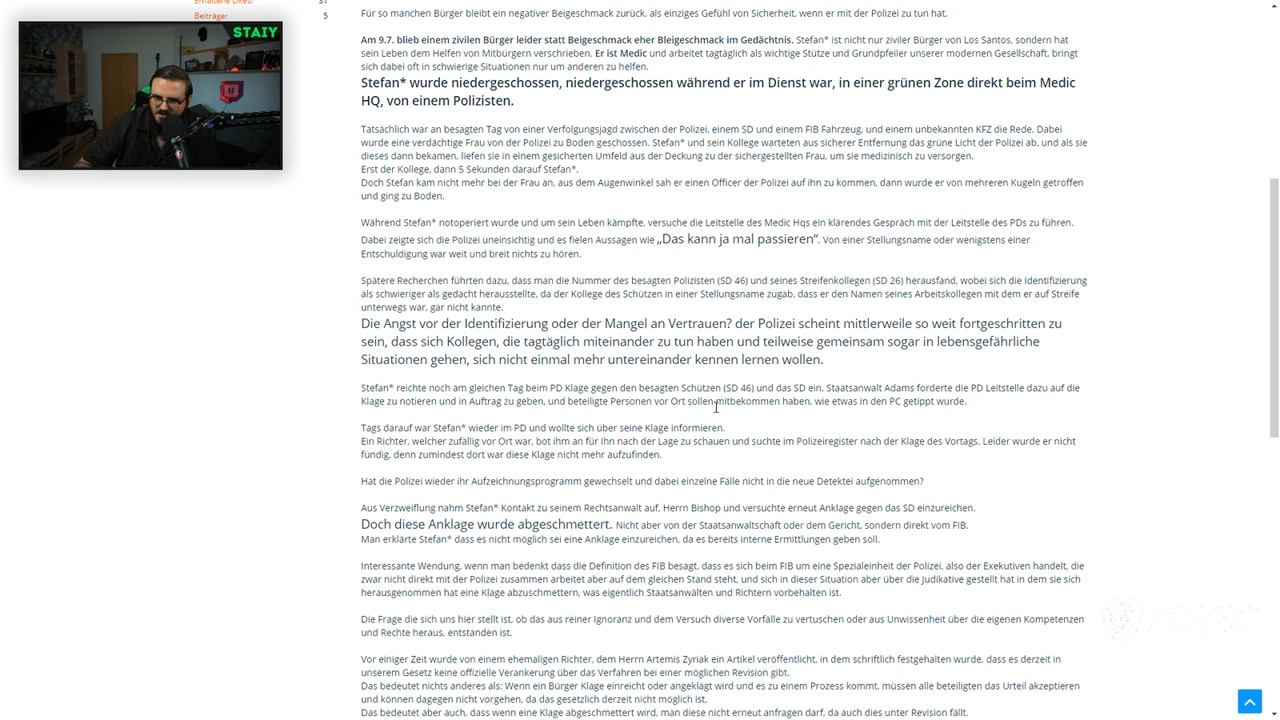 Erhaltene Likes: 31
Beiträge: 5
STAIY
Für so manchen Bürger bleibt ein negativer Beigeschmack zurück, als einziges Gefühl von Sicherheit, wenn er mit der Polizei zu tun hat.
Am 9.7. blieb einem zivilen Bürger leider statt Beigeschmack eher Bleigeschmack im Gedächtnis. Stefan* ist nicht nur ziviler Bürger von Los Santos, sondern hat
sein Leben dem Helfen von Mitbürgern verschrieben. Er ist Medic und arbeitet tagtäglich als wichtige Stütze und Grundpfeiler unserer modernen Gesellschaft, bringt
sich dabei oft in schwierige Situationen nur um anderen zu helfen.
Stefan* wurde niedergeschossen, niedergeschossen während er im Dienst war, in einer grünen Zone direkt beim Medic
HQ, von einem Polizisten.
Tatsächlich war an besagten Tag von einer Verfolgungsjagd zwischen der Polizei, einem SD und einem FIB Fahrzeug, und einem unbekannten KFZ die Rede. Dabei
wurde eine verdächtige Frau von der Polizei zu Boden geschossen. Stefan* und sein Kollege warteten aus sicherer Entfernung das grüne Licht der Polizei ab, und als sie
dieses dann bekamen, liefen sie in einem gesicherten Umfeld aus der Deckung zu der sichergestellten Frau, um sie medizinisch zu versorgen.
Erst der Kollege, dann 5 Sekunden darauf Stefan*.
Doch Stefan kam nicht mehr bei der Frau an, aus dem Augenwinkel sah er einen Officer der Polizei auf ihn zu kommen, dann wurde er von mehreren Kugeln getroffen
und ging zu Boden.
Während Stefan* notoperiert wurde und um sein Leben kämpfte, versuche die Leitstelle des Medic Hqs ein klärendes Gespräch mit der Leitstelle des PDs zu führen.
Dabei zeigte sich die Polizei uneinsichtig und es fielen Aussagen wie „Das kann ja mal passieren“. Von einer Stellungsname oder wenigstens einer
Entschuldigung war weit und breit nichts zu hören.
Spätere Recherchen führten dazu, dass man die Nummer des besagten Polizisten (SD 46) und seines Streifenkollegen (SD 26) herausfand, wobei sich die Identifizierung
als schwieriger als gedacht herausstellte, da der Kollege des Schützen in einer Stellungsname zugab, dass er den Namen seines Arbeitskollegen mit dem er auf Streife
unterwegs war, gar nicht kannte.
Die Angst vor der Identifizierung oder der Mangel an Vertrauen? der Polizei scheint mittlerweile so weit fortgeschritten zu
sein, dass sich Kollegen, die tagtäglich miteinander zu tun haben und teilweise gemeinsam sogar in lebensgefährliche
Situationen gehen, sich nicht einmal mehr untereinander kennen lernen wollen.
Stefan* reichte noch am gleichen Tag beim PD Klage gegen den besagten Schützen (SD 46) und das SD ein. Staatsanwalt Adams forderte die PD Leitstelle dazu auf die
Klage zu notieren und in Auftrag zu geben, und beteiligte Personen vor Ort sollen mitbekommen haben, wie etwas in den PC getippt wurde.
Tags darauf war Stefan* wieder im PD und wollte sich über seine Klage informieren.
Ein Richter, welcher zufällig vor Ort war, bot ihm an für ihn nach der Lage zu schauen und suchte im Polizeiregister nach der Klage des Vortags. Leider wurde er nicht
fündig, denn zumindest dort war diese Klage nicht mehr aufzufinden.
Hat die Polizei wieder ihr Aufzeichnungsprogramm gewechselt und dabei einzelne Fälle nicht in die neue Detektei aufgenommen?
Aus Verzweiflung nahm Stefan* Kontakt zu seinem Rechtsanwalt auf, Herrn Bishop und versuchte erneut Anklage gegen das SD einzureichen.
Doch diese Anklage wurde abgeschmettert. Nicht aber von der Staatsanwaltschaft oder dem Gericht, sondern direkt vom FIB.
Man erklärte Stefan* dass es nicht möglich sei eine Anklage einzureichen, da es bereits interne Ermittlungen geben soll.
Interessante Wendung, wenn man bedenkt dass die Definition des FIB besagt, dass es sich beim FIB um eine Spezialeinheit der Polizei, also der Exekutiven handelt, die
zwar nicht direkt mit der Polizei zusammen arbeitet aber auf dem gleichen Stand steht, und sich in dieser Situation aber über die Judikative gestellt hat in dem sie sich
herausgenommen hat eine Klage abzuschmettern, was eigentlich Staatsanwälten und Richtern vorbehalten ist.
Die Frage die sich uns hier stellt ist, ob das aus reiner Ignoranz und dem Versuch diverse Vorfälle zu vertuschen oder aus Unwissenheit über die eigenen Kompetenzen
und Rechte heraus, entstanden ist.
Vor einiger Zeit wurde von einem ehemaligen Richter, dem Herrn Artemis Zyriak ein Artikel veröffentlicht, in dem schriftlich festgehalten wurde, dass es derzeit in
unserem Gesetz keine offizielle Verankerung über das Verfahren bei einer möglichen Revision gibt.
Das bedeutet nichts anderes als: Wenn ein Bürger Klage einreicht oder angeklagt wird und es zu einem Prozess kommt, müssen alle beteiligten das Urteil akzeptieren
und können dagegen nicht vorgehen, da das gesetzlich derzeit nicht möglich ist.
Das bedeutet aber auch, dass wenn eine Klage abgeschmettert wird, man diese nicht erneut anfragen darf, da auch dies unter Revision fällt.